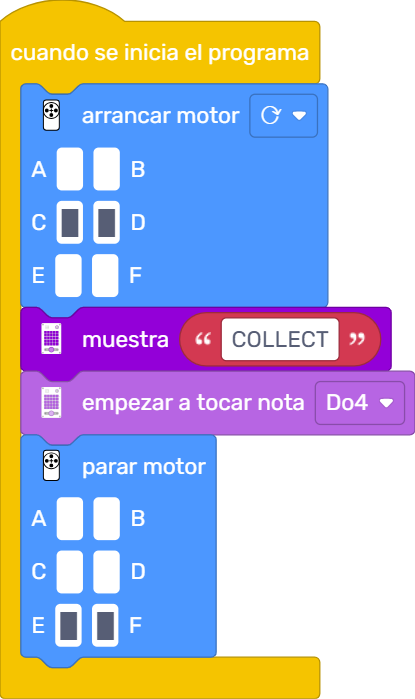 cuando se inicia el programa
arrancar motor
A B
C D
E F
muestra “ COLLECT ”
empezar a tocar nota Do4
parar motor
A B
C D
E F